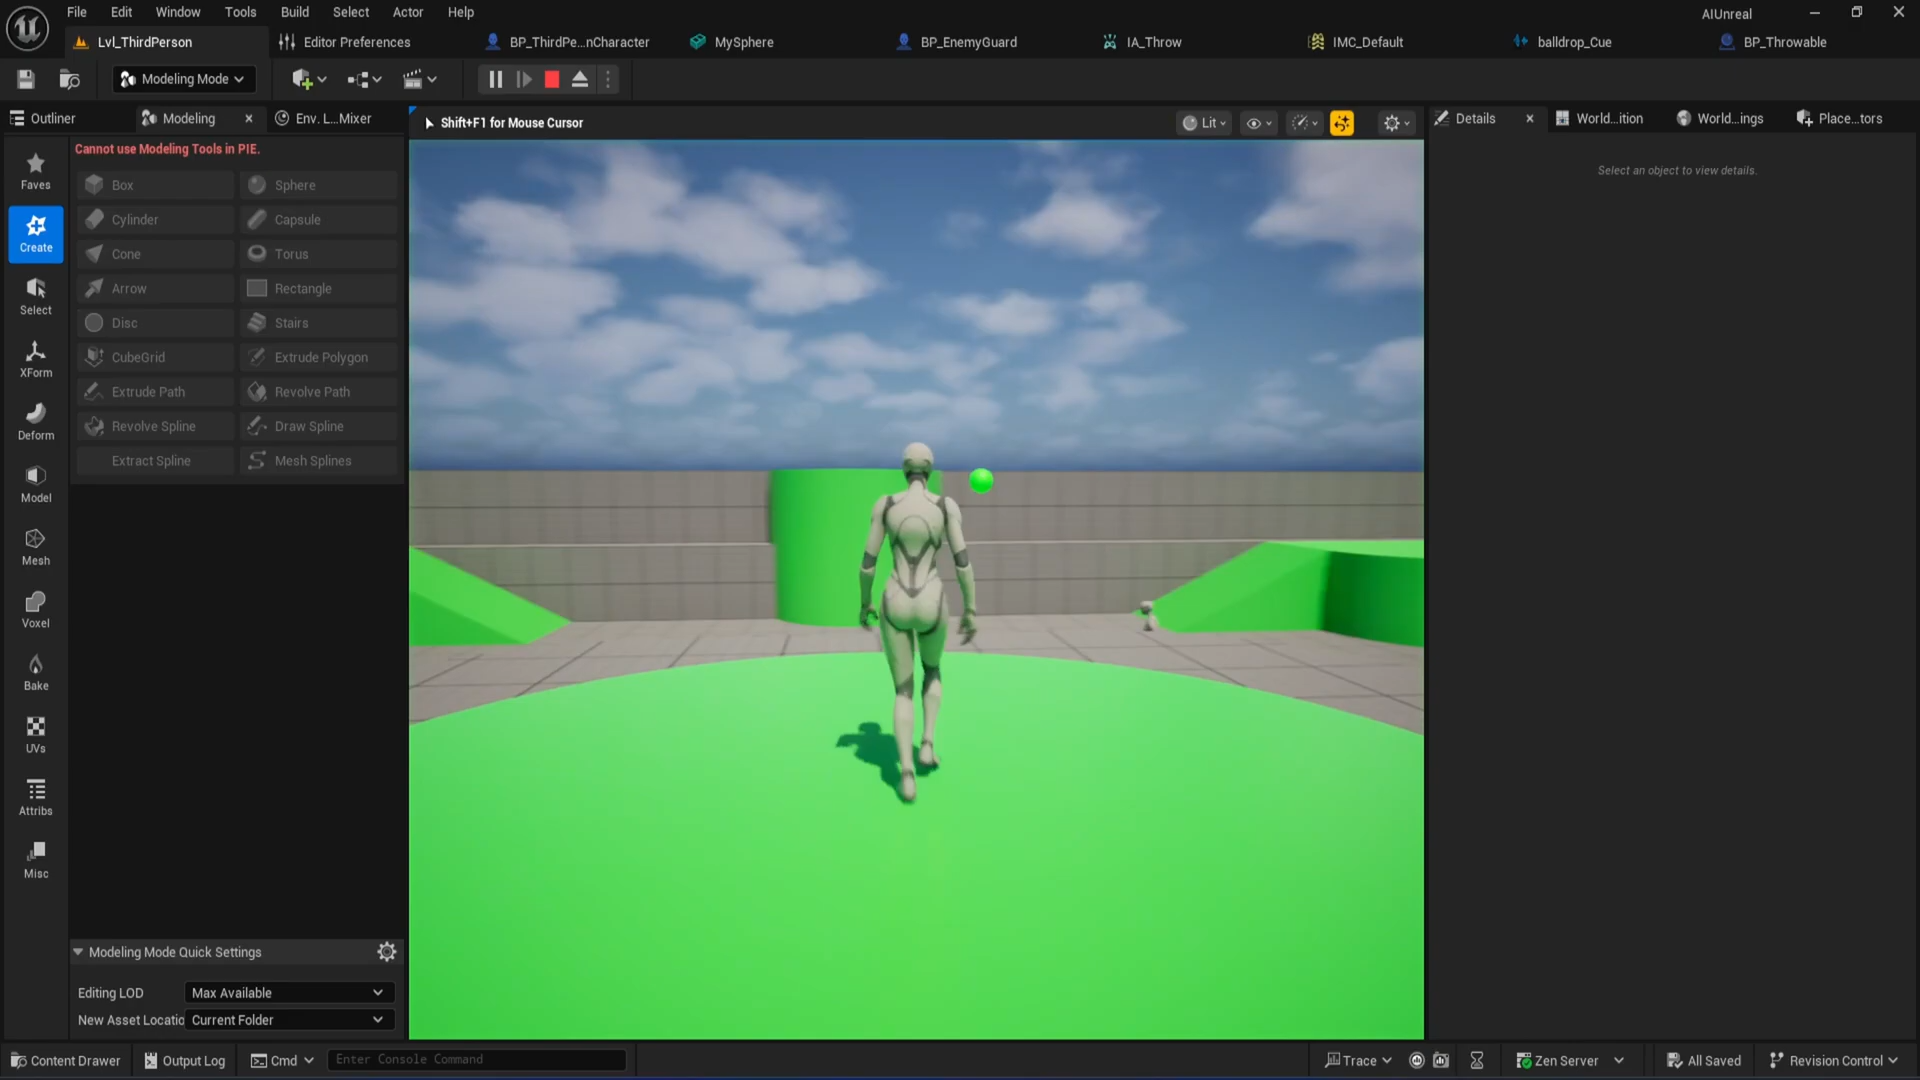 File Edit Window Tools Build Select Actor Help
AIUnreal
Lvl_ThirdPerson
Editor Preferences
BP_ThirdPe...nCharacter
MySphere
BP_EnemyGuard
IA_Throw
IMC_Default
balldrop_Cue
BP_Throwable
Modeling Mode
Outliner
Modeling
Env. L...Mixer
Shift+F1 for Mouse Cursor
Lit
Details
World...ition
World...ings
Place...tors
Cannot use Modeling Tools in PIE.
Select an object to view details.
Faves
Create
Select
XForm
Deform
Model
Mesh
Voxel
Bake
UVs
Attribs
Misc
Box
Sphere
Cylinder
Capsule
Cone
Torus
Arrow
Rectangle
Disc
Stairs
CubeGrid
Extrude Polygon
Extrude Path
Revolve Path
Revolve Spline
Draw Spline
Extract Spline
Mesh Splines
Modeling Mode Quick Settings
Editing LOD
Max Available
New Asset Locatio
Current Folder
Content Drawer
Output Log
Cmd
Enter Console Command
Trace
Zen Server
All Saved
Revision Control